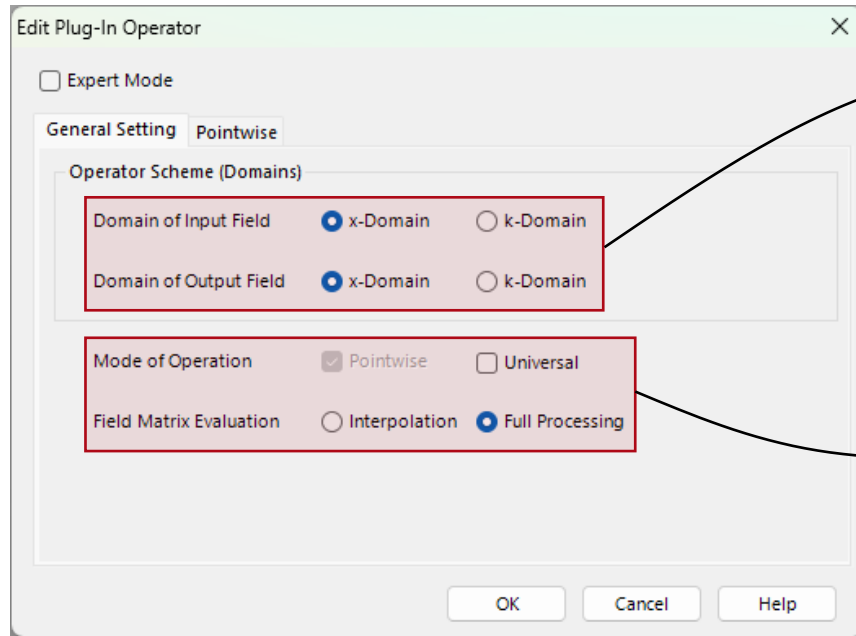 Edit Plug-In Operator
Expert Mode
General Setting Pointwise
Operator Scheme (Domains)
Domain of Input Field x-Domain k-Domain
Domain of Output Field x-Domain k-Domain
Mode of Operation Pointwise Universal
Field Matrix Evaluation Interpolation Full Processing
OK Cancel Help